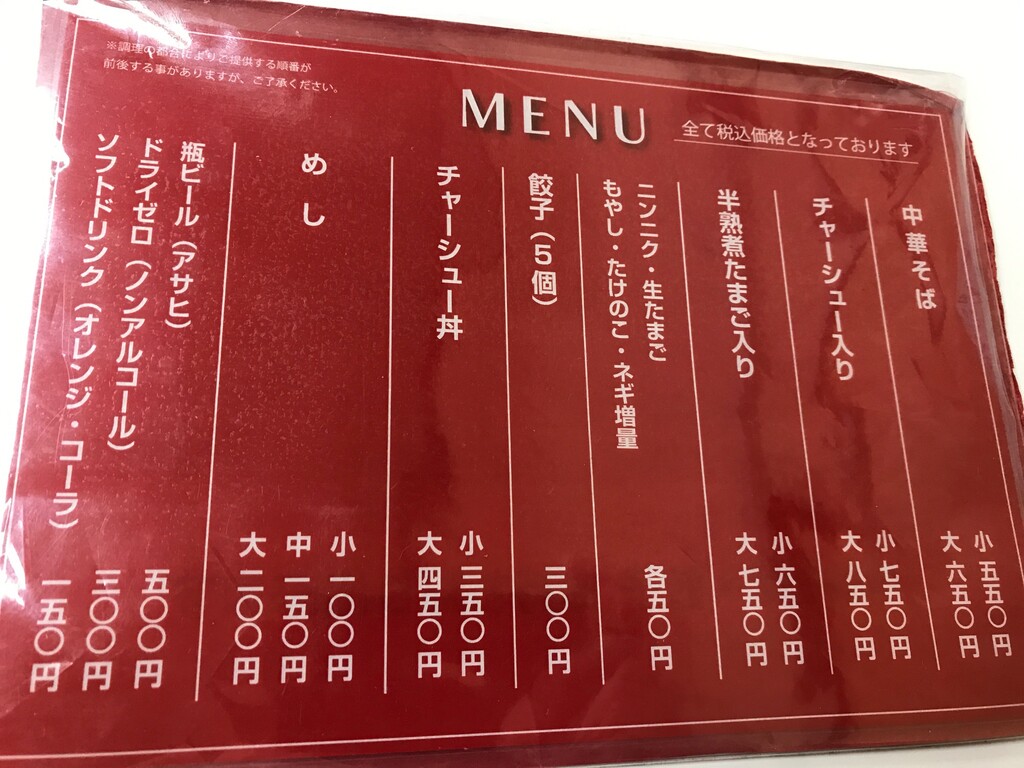 MENU
全て税込価格となっております
※調理の都合によりご提供する順番が
前後する事がありますが、ご了承ください。
中華そば
小 五五〇円
大 六五〇円
チャーシュー入り
小 七五〇円
大 八五〇円
半熟煮たまご入り
小 六五〇円
大 七五〇円
ニンニク・生たまご
もやし・たけのこ・ネギ増量
各五〇円
餃子(5個)
三〇〇円
チャーシュー丼
小 三五〇円
大 四五〇円
めし
小 一〇〇円
中 一五〇円
大 二〇〇円
瓶ビール(アサヒ) 五〇〇円
ドライゼロ(ノンアルコール) 三〇〇円
ソフトドリンク(オレンジ・コーラ) 一五〇円